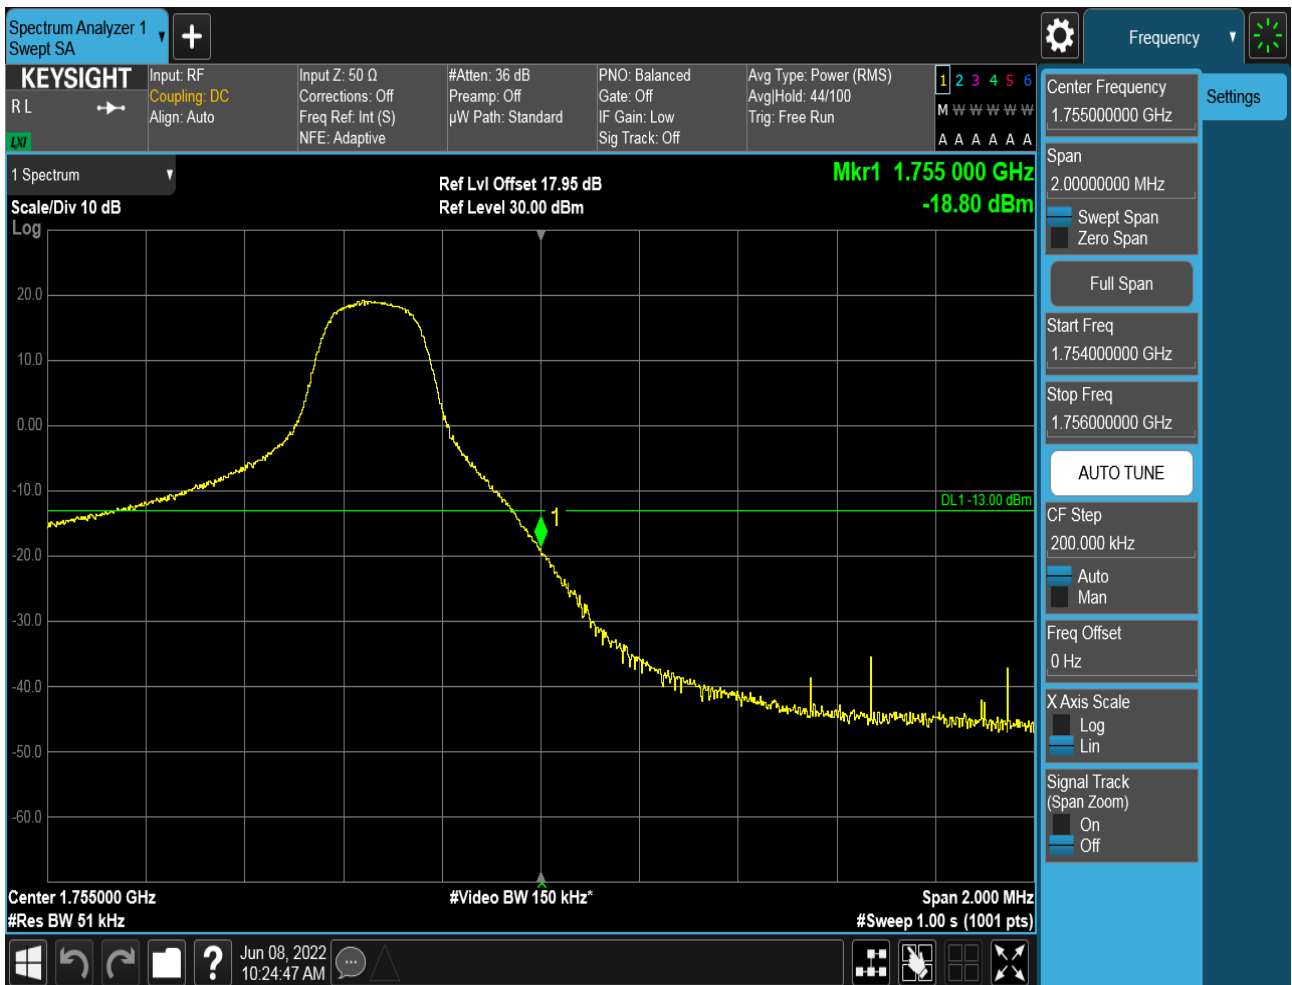 Spectrum Analyzer 1
Swept SA
Frequency
KEYSIGHT
R L
LXI
Input: RF
Coupling: DC
Align: Auto
Input Z: 50 Ω
Corrections: Off
Freq Ref: Int (S)
NFE: Adaptive
#Atten: 36 dB
Preamp: Off
µW Path: Standard
PNO: Balanced
Gate: Off
IF Gain: Low
Sig Track: Off
Avg Type: Power (RMS)
Avg|Hold: 44/100
Trig: Free Run
1 2 3 4 5 6
M W W W W W
A A A A A A
1 Spectrum
Scale/Div 10 dB
Log
Ref Lvl Offset 17.95 dB
Ref Level 30.00 dBm
Mkr1 1.755 000 GHz
-18.80 dBm
20.0
10.0
0.00
-10.0
-20.0
-30.0
-40.0
-50.0
-60.0
DL1 -13.00 dBm
1
Center 1.755000 GHz
#Res BW 51 kHz
#Video BW 150 kHz*
Span 2.000 MHz
#Sweep 1.00 s (1001 pts)
Jun 08, 2022
10:24:47 AM
Center Frequency
1.755000000 GHz
Settings
Span
2.00000000 MHz
Swept Span
Zero Span
Full Span
Start Freq
1.754000000 GHz
Stop Freq
1.756000000 GHz
AUTO TUNE
CF Step
200.000 kHz
Auto
Man
Freq Offset
0 Hz
X Axis Scale
Log
Lin
Signal Track
(Span Zoom)
On
Off